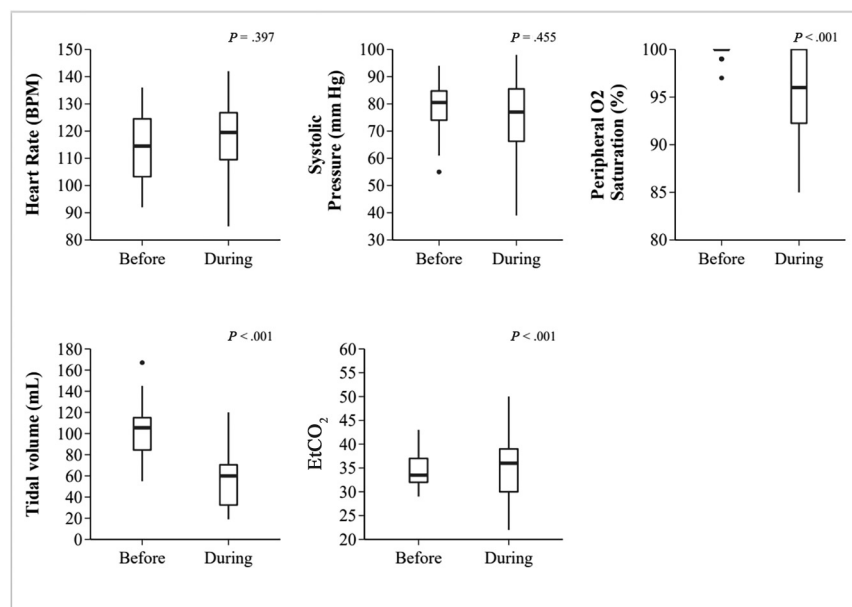 P = .397
Heart Rate (BPM)
150
140
130
120
110
100
90
80
Before
During
P = .455
Systolic
Pressure (mm Hg)
100
90
80
70
60
50
40
30
Before
During
P < .001
Peripheral O2
Saturation (%)
100
95
90
85
80
Before
During
P < .001
Tidal volume (mL)
180
160
140
120
100
80
60
40
20
0
Before
During
P < .001
EtCO₂
60
55
50
45
40
35
30
25
20
Before
During